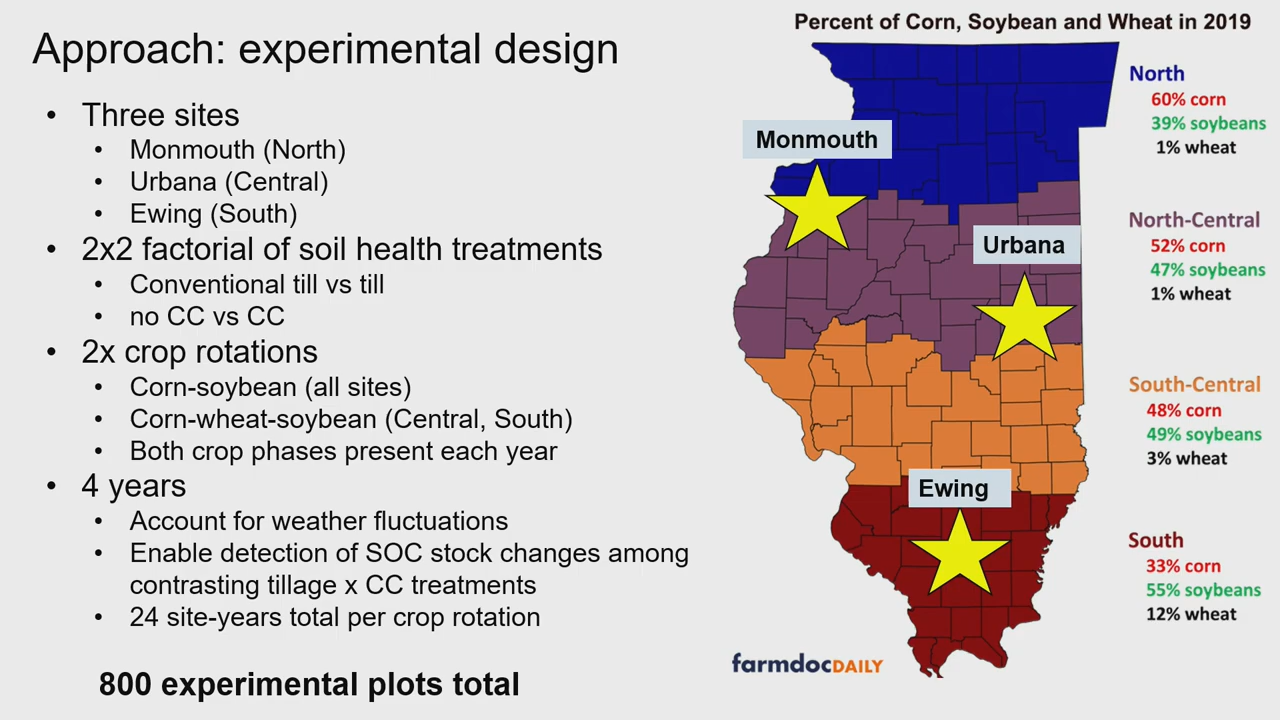 Approach: experimental design
• Three sites
• Monmouth (North)
• Urbana (Central)
• Ewing (South)
• 2x2 factorial of soil health treatments
• Conventional till vs till
• no CC vs CC
• 2x crop rotations
• Corn-soybean (all sites)
• Corn-wheat-soybean (Central, South)
• Both crop phases present each year
• 4 years
• Account for weather fluctuations
• Enable detection of SOC stock changes among
contrasting tillage x CC treatments
• 24 site-years total per crop rotation
800 experimental plots total
Percent of Corn, Soybean and Wheat in 2019
Monmouth
Urbana
Ewing
North
60% corn
39% soybeans
1% wheat
North-Central
52% corn
47% soybeans
1% wheat
South-Central
48% corn
49% soybeans
3% wheat
South
33% corn
55% soybeans
12% wheat
farmdocDAILY